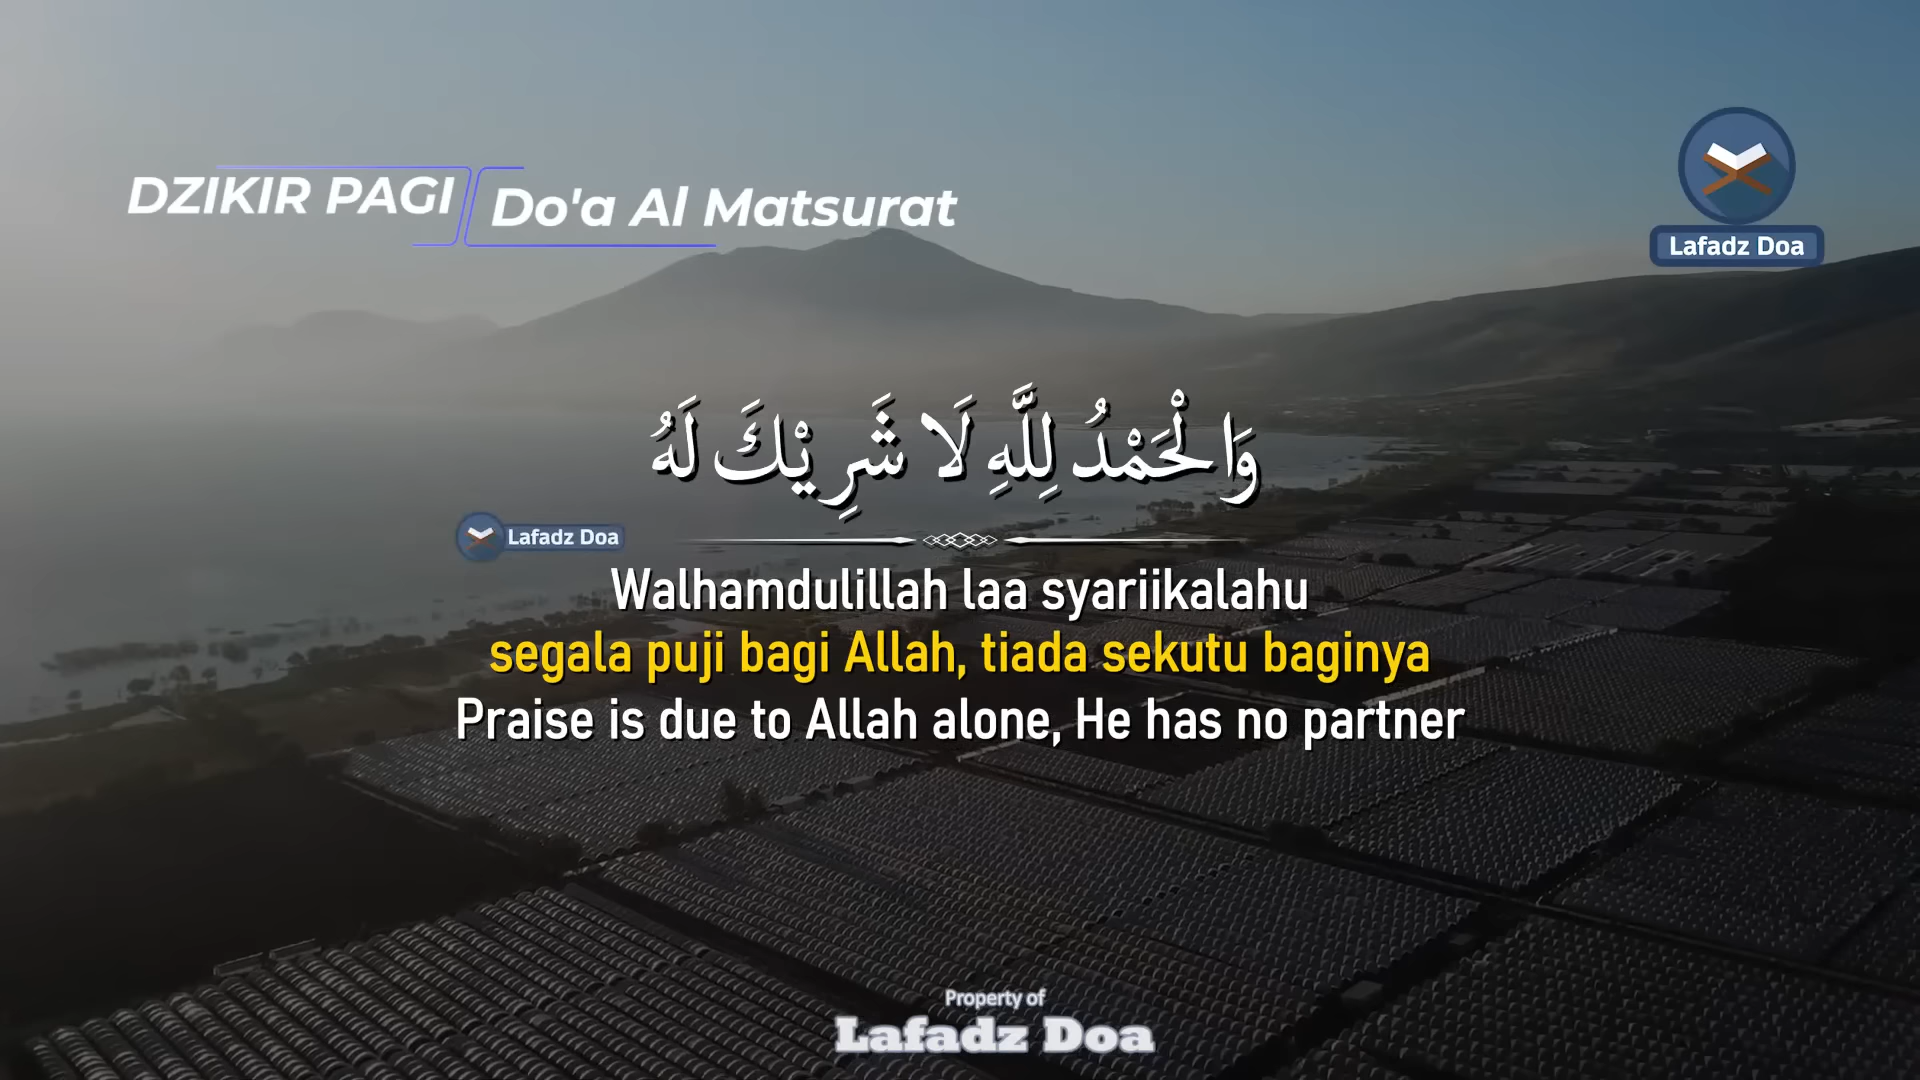 DZIKIR PAGI
Do'a Al Matsurat
Lafadz Doa
وَالْحَمْدُ لِلَّهِ لَا شَرِيْكَ لَهُ
Lafadz Doa
Walhamdulillah laa syariikalahu
segala puji bagi Allah, tiada sekutu baginya
Praise is due to Allah alone, He has no partner
Property of
Lafadz Doa